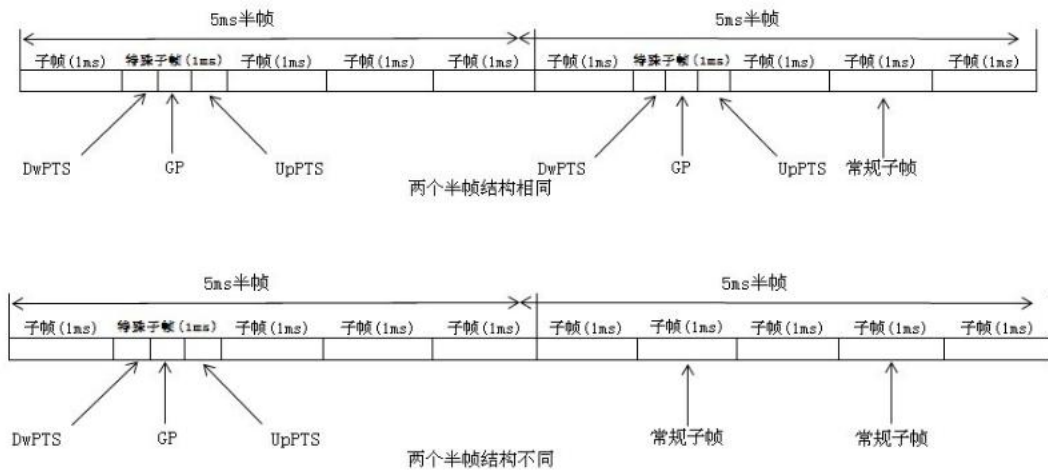 5ms半帧 5ms半帧
子帧(1ms) 特殊子帧(1ms) 子帧(1ms) 子帧(1ms) 子帧(1ms) 子帧(1ms) 特殊子帧(1ms) 子帧(1ms) 子帧(1ms) 子帧(1ms)
DwPTS GP UpPTS DwPTS GP UpPTS 常规子帧
两个半帧结构相同
5ms半帧 5ms半帧
子帧(1ms) 特殊子帧(1ms) 子帧(1ms) 子帧(1ms) 子帧(1ms) 子帧(1ms) 子帧(1ms) 子帧(1ms) 子帧(1ms) 子帧(1ms)
DwPTS GP UpPTS 常规子帧 常规子帧
两个半帧结构不同